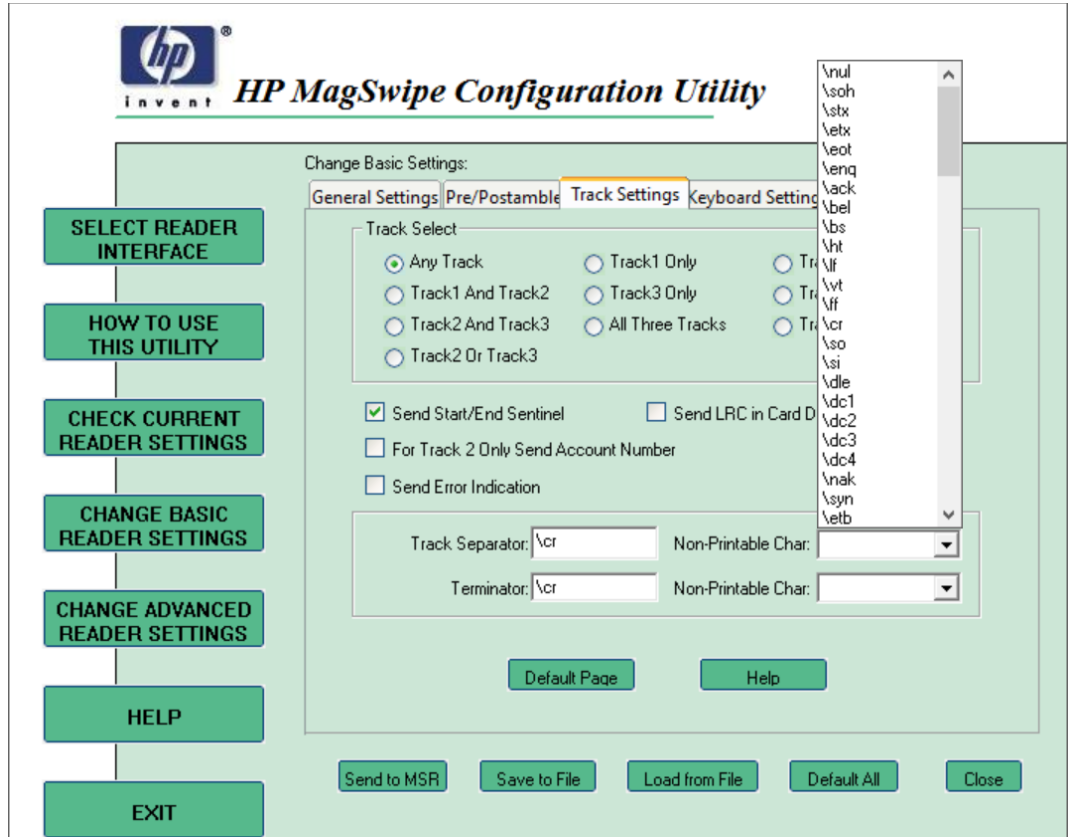 hp ®
invent
HP MagSwipe Configuration Utility
Change Basic Settings:
General Settings Pre/Postamble Track Settings Keyboard Setting
SELECT READER
INTERFACE
HOW TO USE
THIS UTILITY
CHECK CURRENT
READER SETTINGS
CHANGE BASIC
READER SETTINGS
CHANGE ADVANCED
READER SETTINGS
HELP
EXIT
Track Select
Any Track
Track1 Only
Track1 And Track2
Track3 Only
Track2 And Track3
All Three Tracks
Track2 Or Track3
Send Start/End Sentinel
Send LRC in Card D
For Track 2 Only Send Account Number
Send Error Indication
Track Separator: \cr
Non-Printable Char:
Terminator: \cr
Non-Printable Char:
\nul
\soh
\stx
\etx
\eot
\enq
\ack
\bel
\bs
\ht
\lf
\vt
\ff
\cr
\so
\si
\dle
\dc1
\dc2
\dc3
\dc4
\nak
\syn
\etb
Default Page
Help
Send to MSR
Save to File
Load from File
Default All
Close